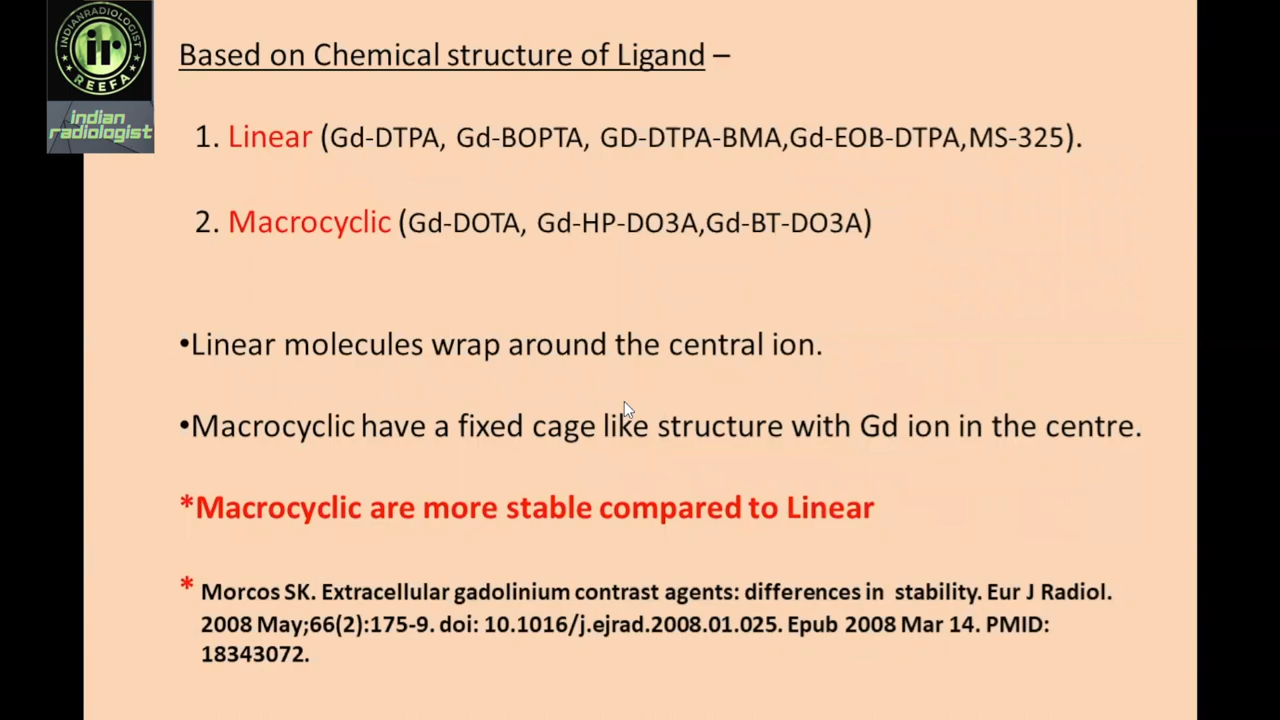 INDIANRADIOLOGIST
ir
REEFA
indian
radiologist
Based on Chemical structure of Ligand –
1. Linear (Gd-DTPA, Gd-BOPTA, GD-DTPA-BMA,Gd-EOB-DTPA,MS-325).
2. Macrocyclic (Gd-DOTA, Gd-HP-DO3A,Gd-BT-DO3A)
•Linear molecules wrap around the central ion.
•Macrocyclic have a fixed cage like structure with Gd ion in the centre.
*Macrocyclic are more stable compared to Linear
* Morcos SK. Extracellular gadolinium contrast agents: differences in stability. Eur J Radiol.
2008 May;66(2):175-9. doi: 10.1016/j.ejrad.2008.01.025. Epub 2008 Mar 14. PMID:
18343072.